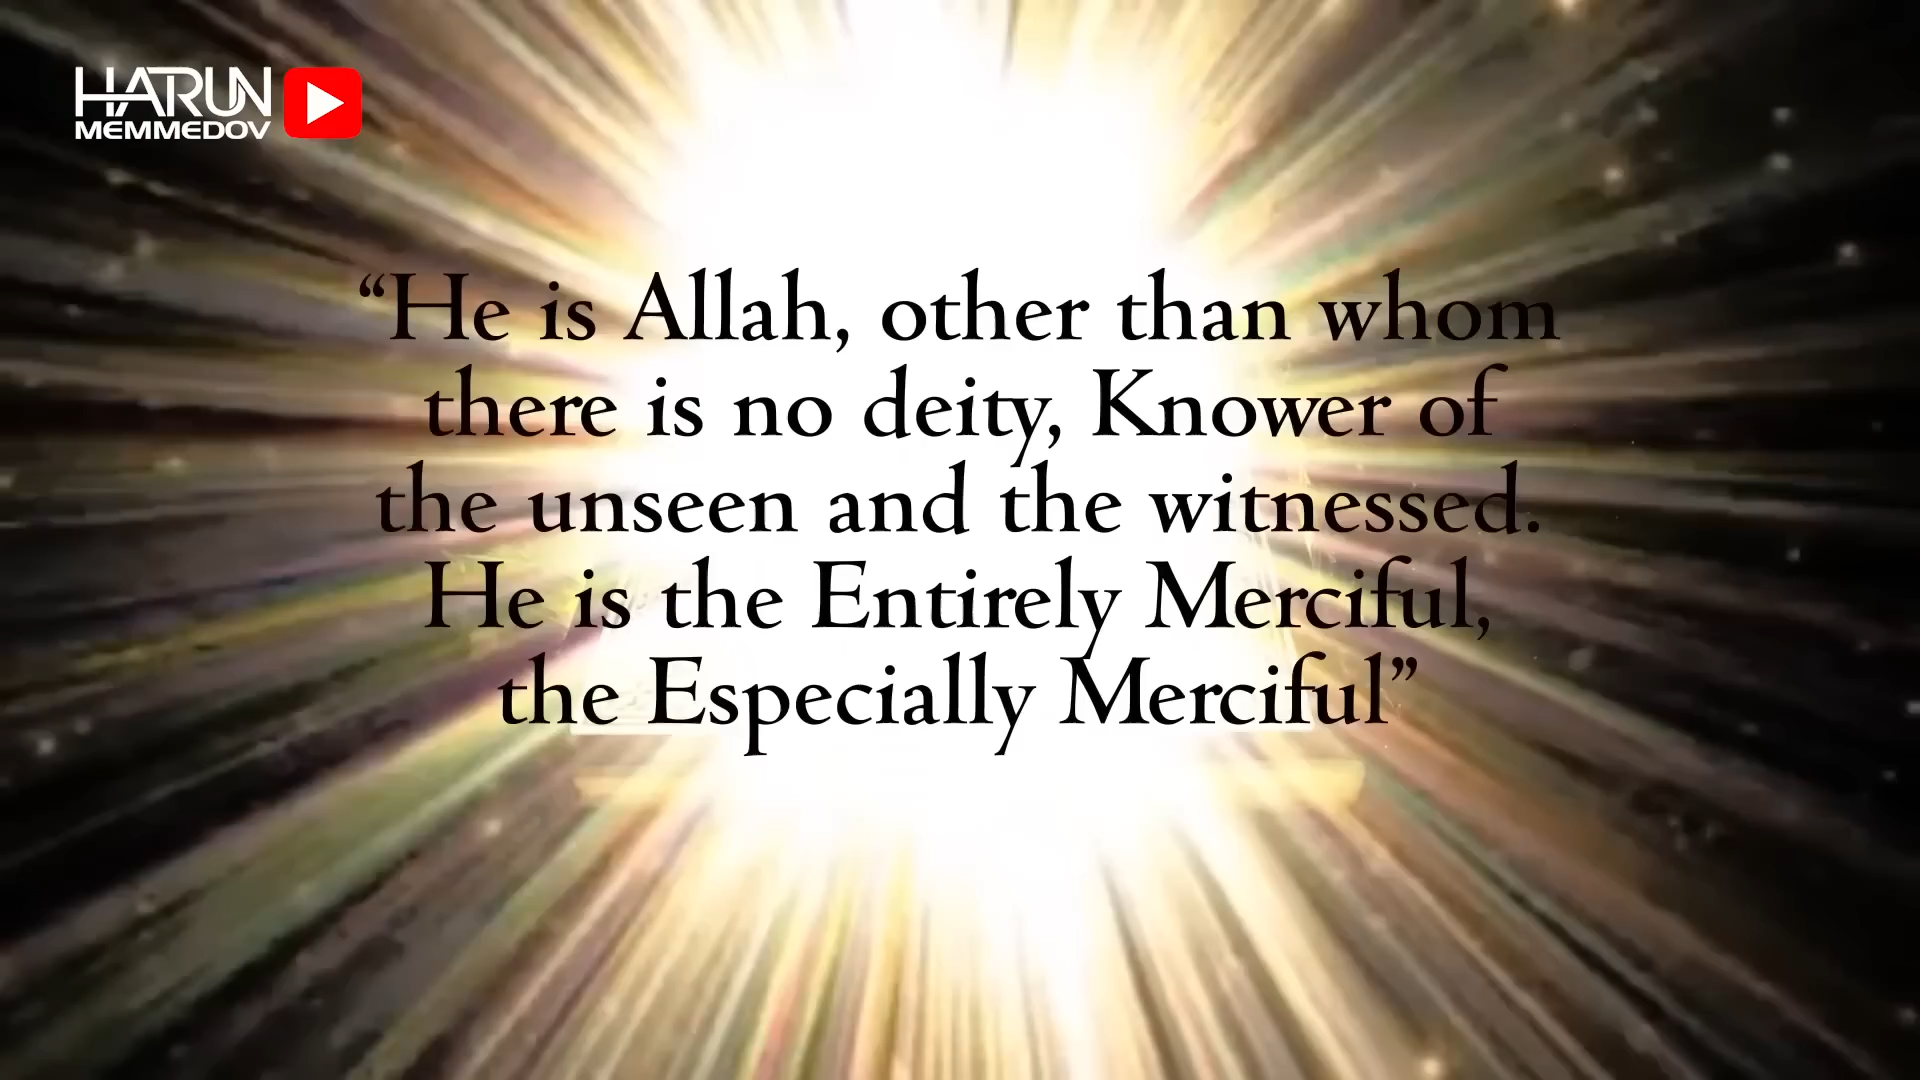 HARUN
MEMMEDOV
“He is Allah, other than whom
there is no deity, Knower of
the unseen and the witnessed.
He is the Entirely Merciful,
the Especially Merciful”